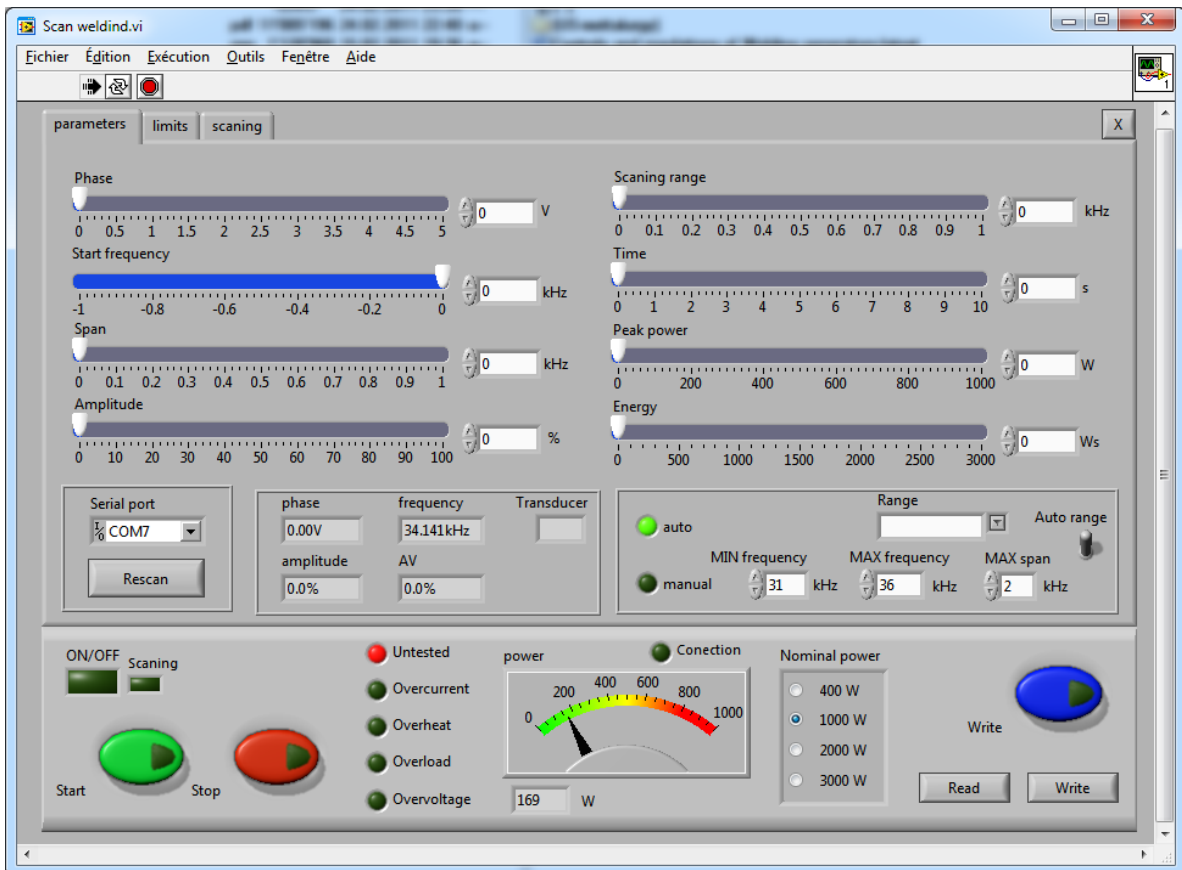 Scan weldind.vi
Fichier Édition Exécution Outils Fenêtre Aide
1
parameters limits scaning X
Phase
0 V
0 0.5 1 1.5 2 2.5 3 3.5 4 4.5 5
Start frequency
0 kHz
-1 -0.8 -0.6 -0.4 -0.2 0
Span
0 kHz
0 0.1 0.2 0.3 0.4 0.5 0.6 0.7 0.8 0.9 1
Amplitude
0 %
0 10 20 30 40 50 60 70 80 90 100
Scaning range
0 kHz
0 0.1 0.2 0.3 0.4 0.5 0.6 0.7 0.8 0.9 1
Time
0 s
0 1 2 3 4 5 6 7 8 9 10
Peak power
0 W
0 200 400 600 800 1000
Energy
0 Ws
0 500 1000 1500 2000 2500 3000
Serial port
I/0 COM7
Rescan
phase frequency Transducer
0.00V 34.141kHz
amplitude AV
0.0% 0.0%
Range
auto Auto range
MIN frequency MAX frequency MAX span
manual 31 kHz 36 kHz 2 kHz
ON/OFF Scaning
Start Stop
Untested
Overcurrent
Overheat
Overload
Overvoltage
power Conection
0 200 400 600 800 1000
169 W
Nominal power
400 W
1000 W
2000 W
3000 W
Write
Read Write